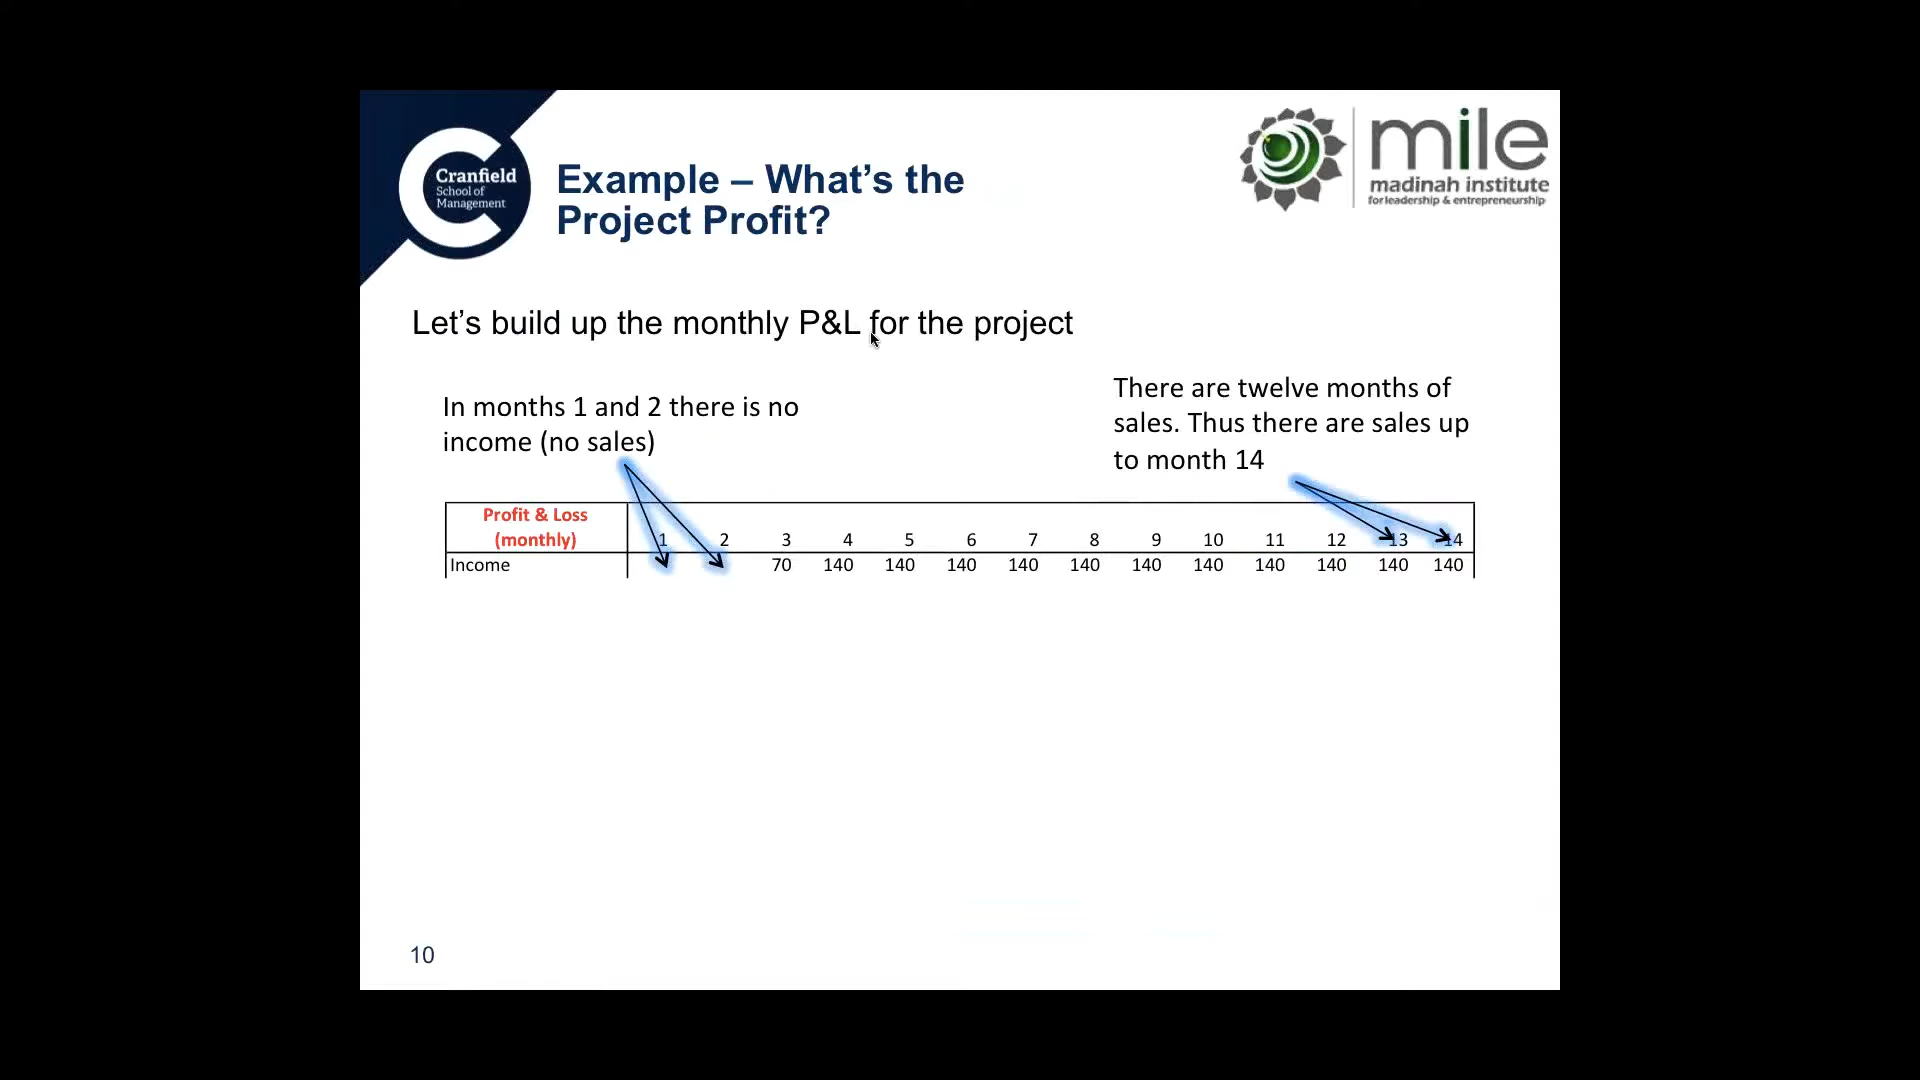 Cranfield
School of
Management
Example – What’s the
Project Profit?
mile
madinah institute
for leadership & entrepreneurship
Let’s build up the monthly P&L for the project
In months 1 and 2 there is no
income (no sales)
There are twelve months of
sales. Thus there are sales up
to month 14
Profit & Loss
(monthly) 1 2 3 4 5 6 7 8 9 10 11 12 13 14
Income 70 140 140 140 140 140 140 140 140 140 140 140
10